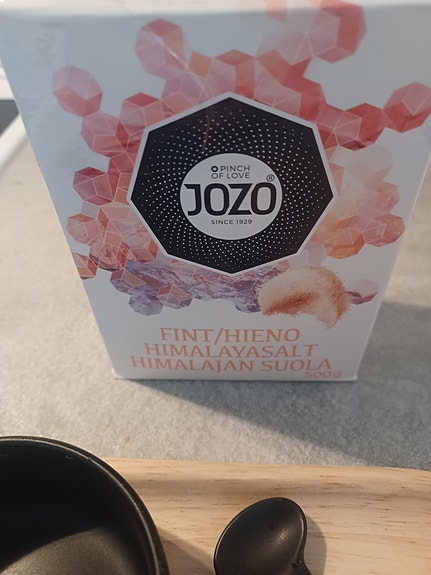 PINCH
OF LOVE
JOZO®
SINCE 1929
FINT/HIENO
HIMALAYASALT
HIMALAJAN SUOLA
500g